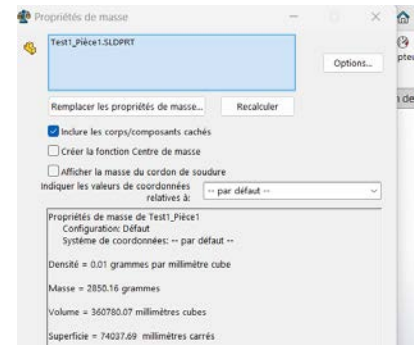 Propriétés de masse
Test1_Pièce1.SLDPRT
Options...
Remplacer les propriétés de masse...
Recalculer
Inclure les corps/composants cachés
Créer la fonction Centre de masse
Afficher la masse du cordon de soudure
Indiquer les valeurs de coordonnées relatives à:
-- par défaut --
Propriétés de masse de Test1_Pièce1
Configuration: Défaut
Système de coordonnées: -- par défaut --
Densité = 0.01 grammes par millimètre cube
Masse = 2850.16 grammes
Volume = 360780.07 millimètres cubes
Superficie = 74037.69 millimètres carrés